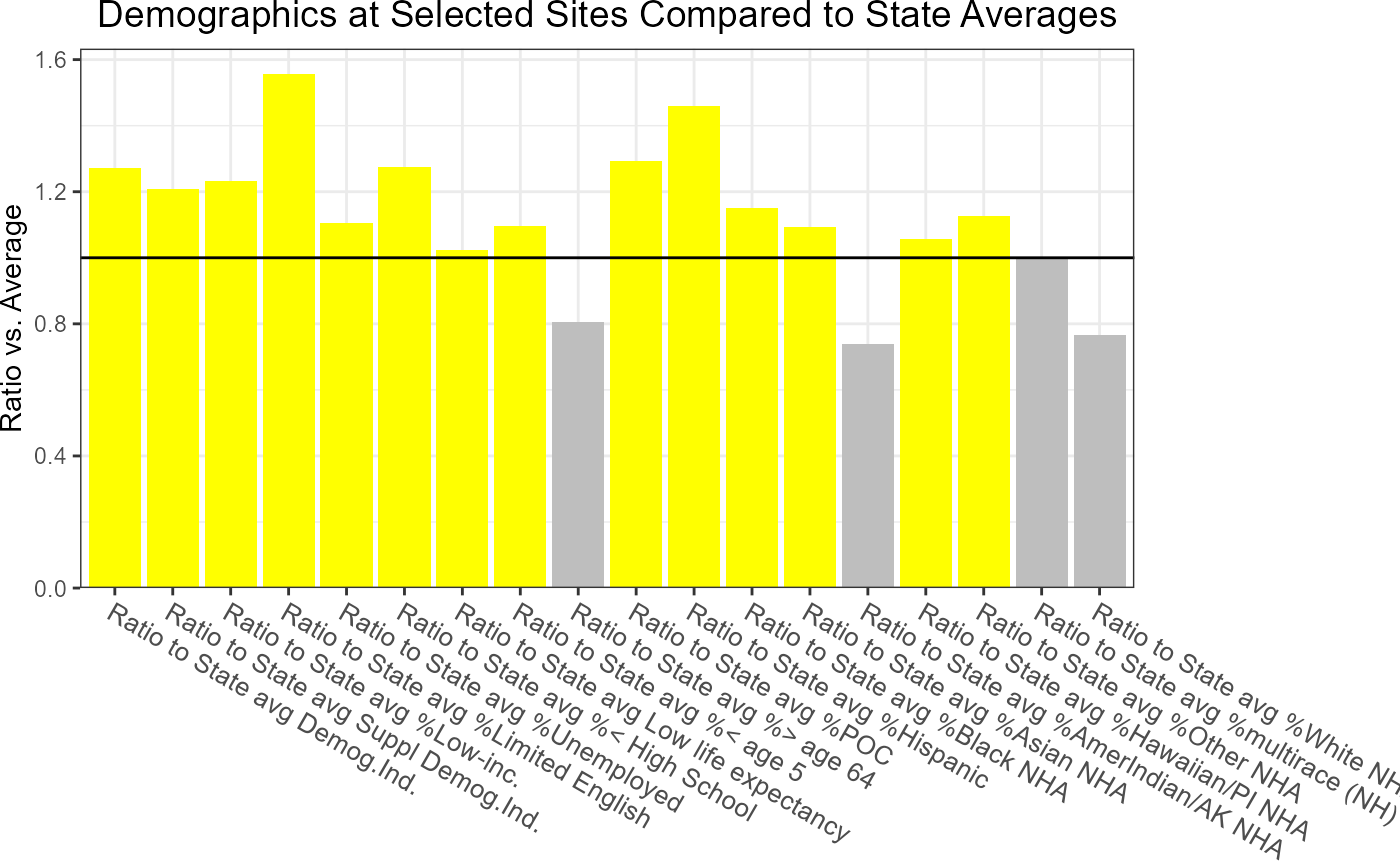 Demographics at Selected Sites Compared to State Averages
Ratio vs. Average
1.6
1.2
0.8
0.4
0.0
Ratio to State avg Demog.Ind.
Ratio to State avg Suppl Demog.Ind.
Ratio to State avg %Low-inc.
Ratio to State avg %Limited English
Ratio to State avg %Unemployed
Ratio to State avg %< High School
Ratio to State avg Low life expectancy
Ratio to State avg %< age 5
Ratio to State avg %> age 64
Ratio to State avg %POC
Ratio to State avg %Hispanic
Ratio to State avg %Black NHA
Ratio to State avg %Asian NHA
Ratio to State avg %AmerIndian/AK NHA
Ratio to State avg %Hawaiian/PI NHA
Ratio to State avg %Other NHA
Ratio to State avg %multirace (NH)
Ratio to State avg %White NH